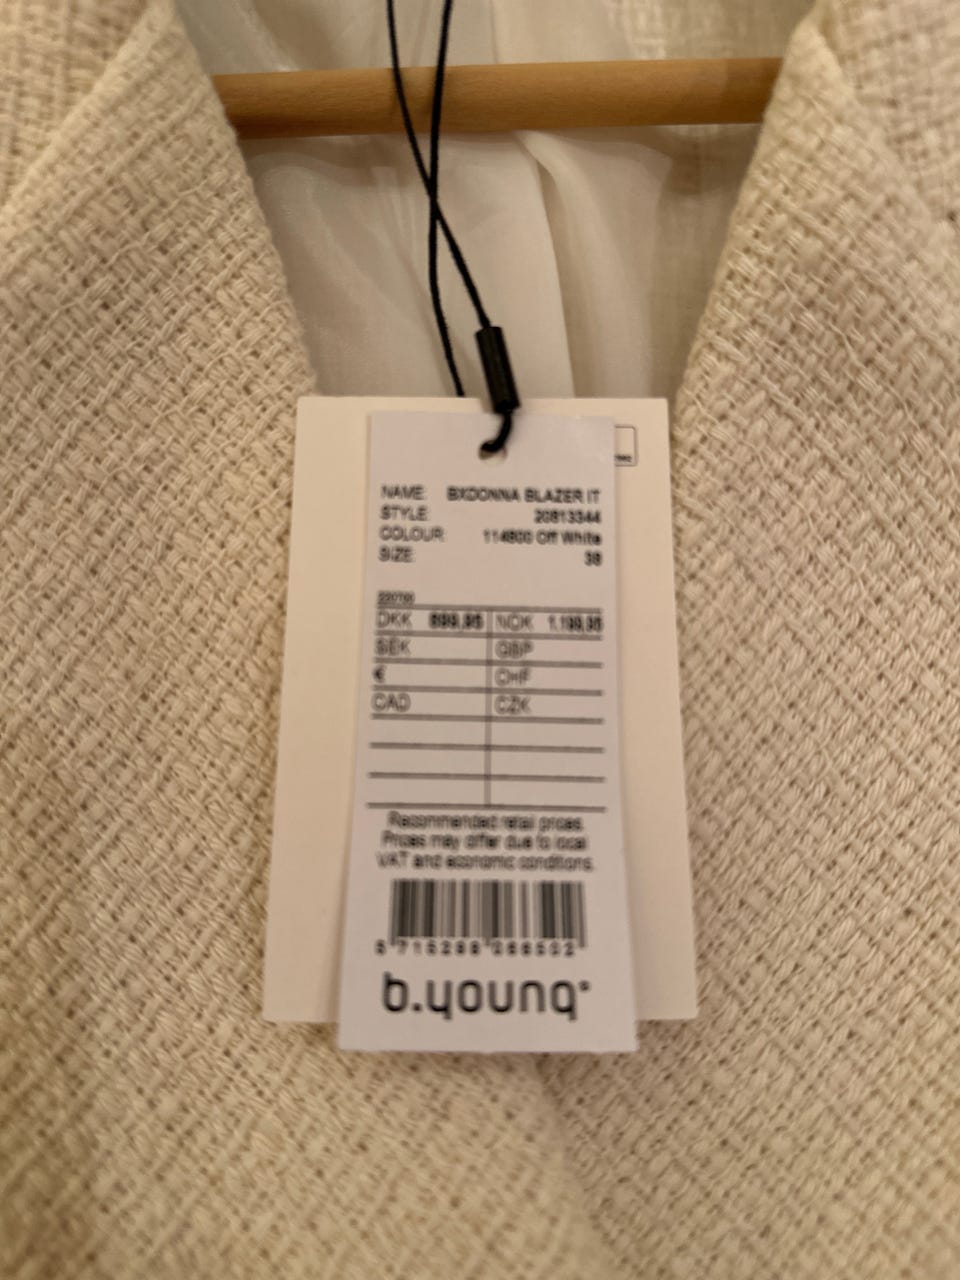 NAME: BXDONNA BLAZER IT
STYLE: 20813344
COLOUR: 114800 Off White
SIZE: 38
DKK 899,95 NOK 1.199,95
SEK GBP
€ CHF
CAD CZK
Recommended retail prices.
Prices may differ due to local
VAT and economic conditions.
b.young